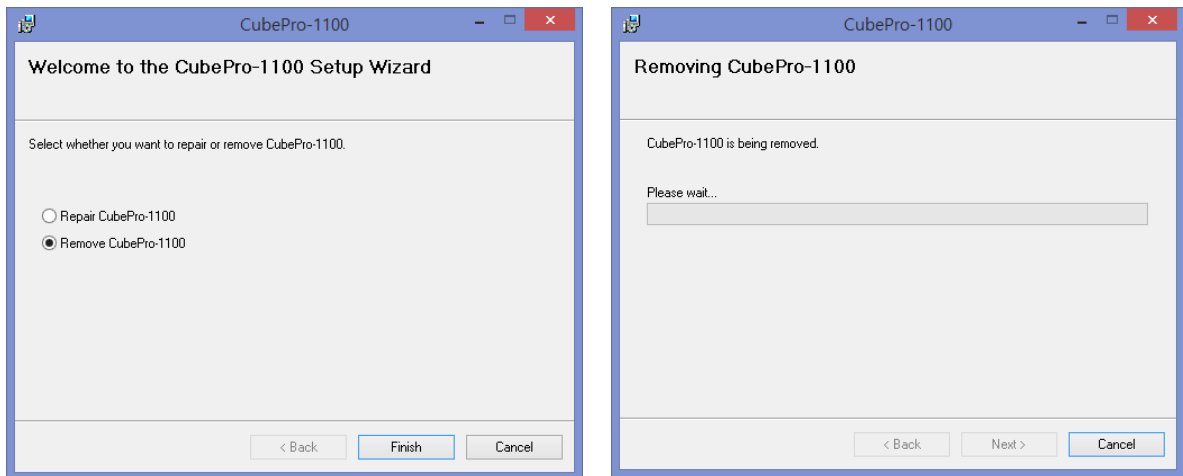 CubePro-1100
Welcome to the CubePro-1100 Setup Wizard
Select whether you want to repair or remove CubePro-1100.
Repair CubePro-1100
Remove CubePro-1100
< Back
Finish
Cancel
CubePro-1100
Removing CubePro-1100
CubePro-1100 is being removed.
Please wait...
< Back
Next >
Cancel